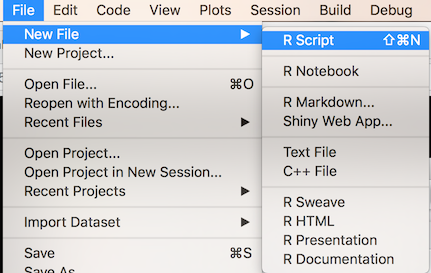 File Edit Code View Plots Session Build Debug
New File ▶
New Project...
Open File... ⌘O
Reopen with Encoding...
Recent Files ▶
Open Project...
Open Project in New Session...
Recent Projects ▶
Import Dataset ▶
Save ⌘S
Save As
R Script ⇧⌘N
R Notebook
R Markdown...
Shiny Web App...
Text File
C++ File
R Sweave
R HTML
R Presentation
R Documentation